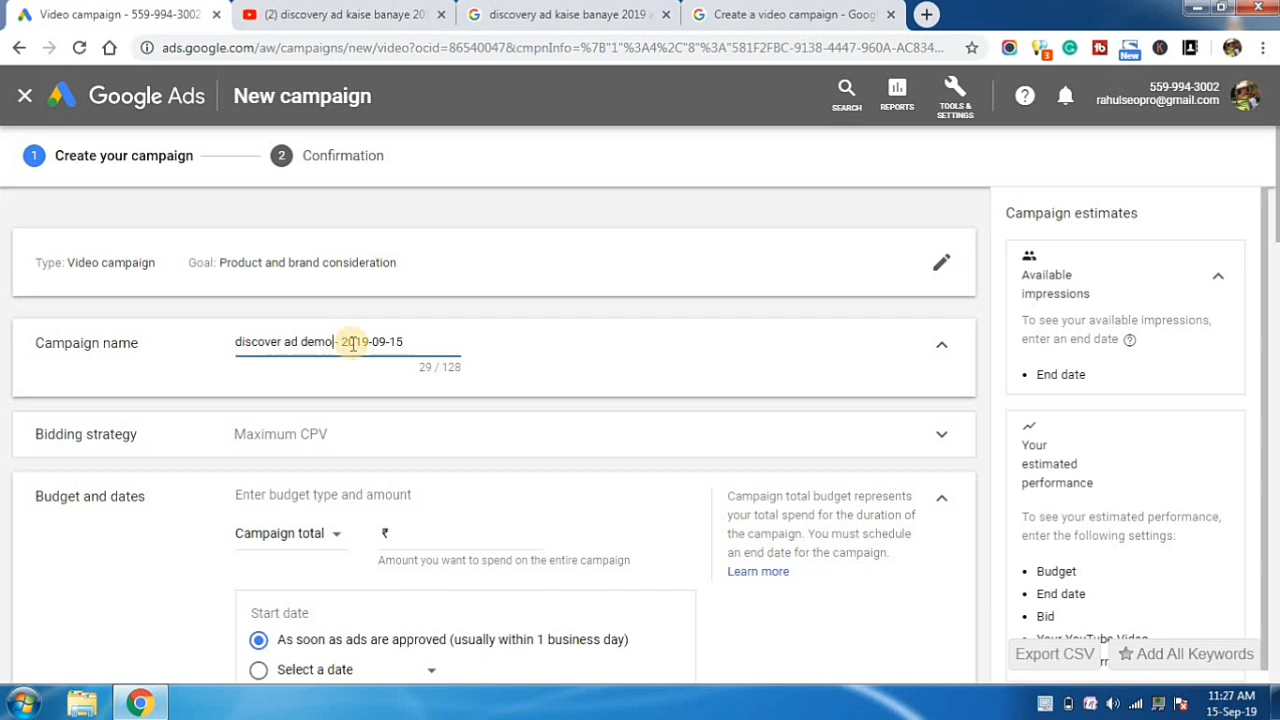 Video campaign - 559-994-3002
(2) discovery ad kaise banaye 20
discovery ad kaise banaye 2019
Create a video campaign - Googl
ads.google.com/aw/campaigns/new/video?ocid=86540047&cmpnInfo=%7B"1"%3A4%2C"8"%3A"581F2FBC-9138-4447-960A-AC834...
3
New
Google Ads
New campaign
SEARCH
REPORTS
TOOLS &
SETTINGS
559-994-3002
rahulseopro@gmail.com
1 Create your campaign
2 Confirmation
Type: Video campaign Goal: Product and brand consideration
Campaign name
discover ad demo- 2019-09-15
29 / 128
Bidding strategy
Maximum CPV
Budget and dates
Enter budget type and amount
Campaign total
₹
Amount you want to spend on the entire campaign
Campaign total budget represents
your total spend for the duration of
the campaign. You must schedule
an end date for the campaign.
Learn more
Start date
As soon as ads are approved (usually within 1 business day)
Select a date
Campaign estimates
Available
impressions
To see your available impressions,
enter an end date
• End date
Your
estimated
performance
To see your estimated performance,
enter the following settings:
• Budget
• End date
• Bid
• Your YouTube Video
Export CSV
Add All Keywords
11:27 AM
15-Sep-19